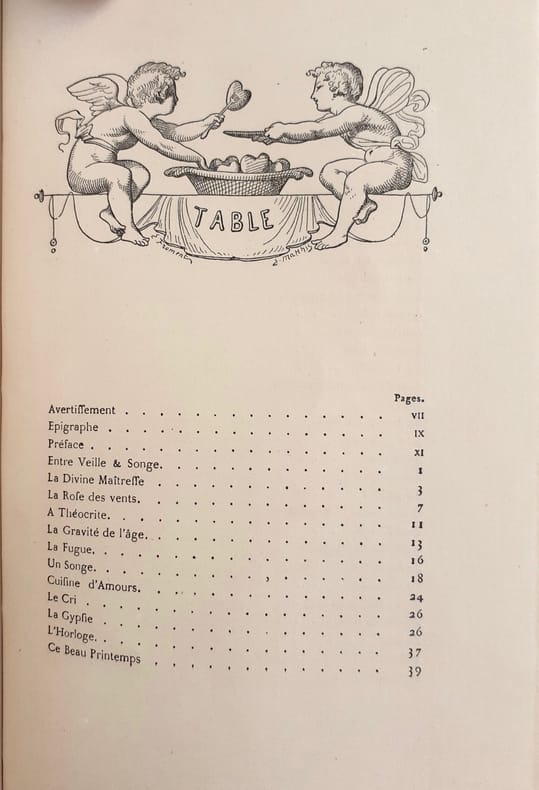 TABLE
Froment
Pages.
Avertiſſement . . . . . . . . . . . . . . VII
Epigraphe . . . . . . . . . . . . . . IX
Préface . . . . . . . . . . . . . . . XI
Entre Veille & Songe. . . . . . . . . . . . 1
La Divine Maîtreſſe . . . . . . . . . . . . 3
La Roſe des vents. . . . . . . . . . . . . 7
A Théocrite. . . . . . . . . . . . . . 11
La Gravité de l'âge. . . . . . . . . . . . 13
La Fugue. . . . . . . . . . . . . . . 16
Un Songe. . . . . . . . . . . . . . . 18
Cuiſine d'Amours. . . . . . . . . . . . . 24
Le Cri . . . . . . . . . . . . . . . 26
La Gypſie . . . . . . . . . . . . . . 26
L'Horloge. . . . . . . . . . . . . . . 37
Ce Beau Printemps . . . . . . . . . . . . 39